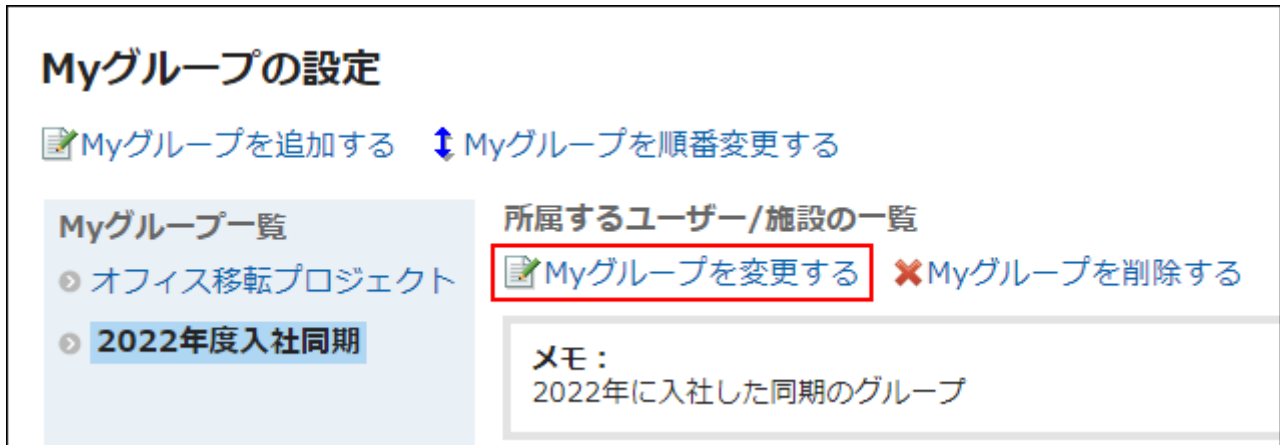 Myグループの設定
Myグループを追加する Myグループを順番変更する
Myグループ一覧
オフィス移転プロジェクト
2022年度入社同期
所属するユーザー/施設の一覧
Myグループを変更する Myグループを削除する
メモ：
2022年に入社した同期のグループ